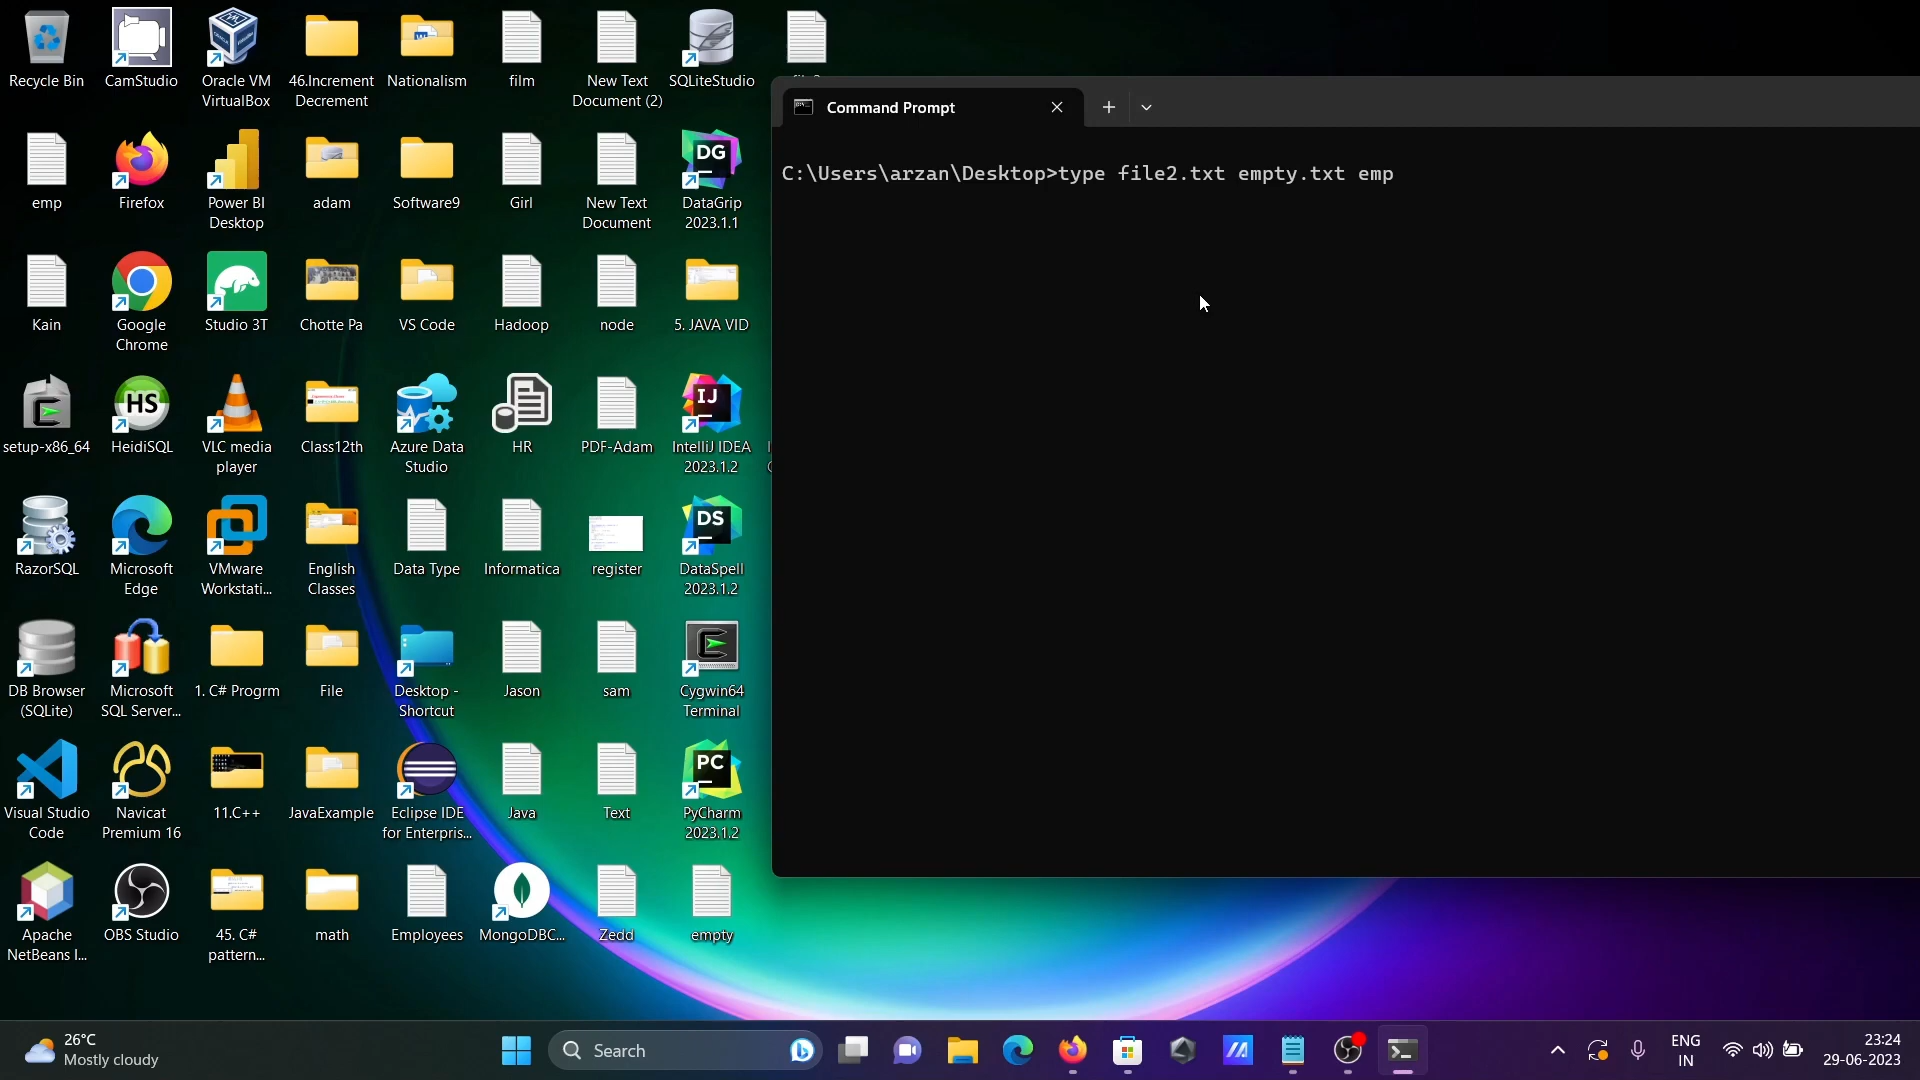 Recycle Bin
CamStudio
Oracle VM
VirtualBox
46.Increment
Decrement
Nationalism
film
New Text
Document (2)
SQLiteStudio
Command Prompt
C:\Users\arzan\Desktop>type file2.txt empty.txt emp
emp
Firefox
Power BI
Desktop
adam
Software9
Girl
New Text
Document
DG
DataGrip
2023.1.1
Kain
Google
Chrome
Studio 3T
Chotte Pa
VS Code
Hadoop
node
5. JAVA VID
setup-x86_64
HS
HeidiSQL
VLC media
player
Class12th
Azure Data
Studio
HR
PDF-Adam
IJ
IntelliJ IDEA
2023.1.2
RazorSQL
Microsoft
Edge
VMware
Workstati...
English
Classes
Data Type
Informatica
register
DS
DataSpell
2023.1.2
DB Browser
(SQLite)
Microsoft
SQL Server...
1. C# Progrm
File
Desktop -
Shortcut
Jason
sam
Cygwin64
Terminal
Visual Studio
Code
Navicat
Premium 16
11.C++
JavaExample
Eclipse IDE
for Enterpris...
Java
Text
PC
PyCharm
2023.1.2
Apache
NetBeans I...
OBS Studio
45. C#
pattern...
math
Employees
MongoDBC...
Zedd
empty
26°C
Mostly cloudy
Search
ENG
IN
23:24
29-06-2023